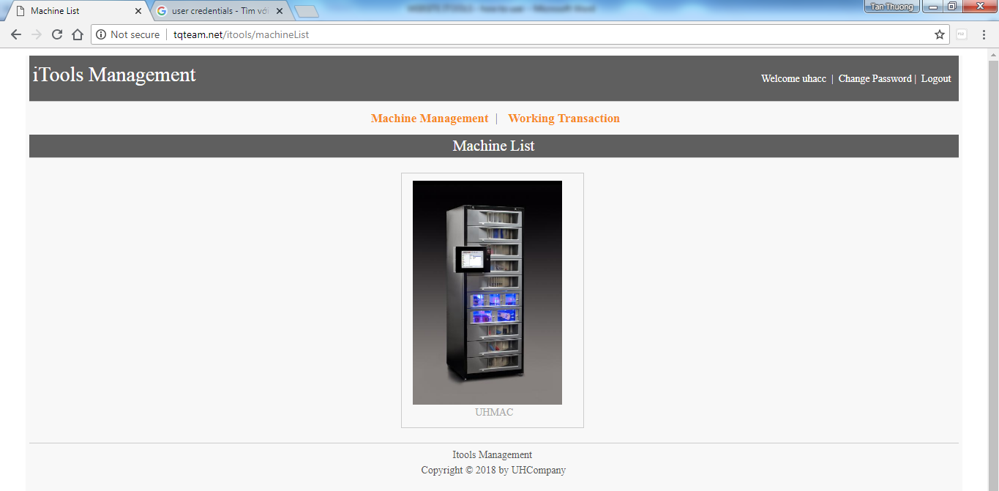 Machine List
user credentials - Tìm vớ
Tan Thuong
Not secure
tqteam.net/itools/machineList
iTools Management
Welcome uhacc | Change Password | Logout
Machine Management | Working Transaction
Machine List
UHMAC
Itools Management
Copyright © 2018 by UHCompany